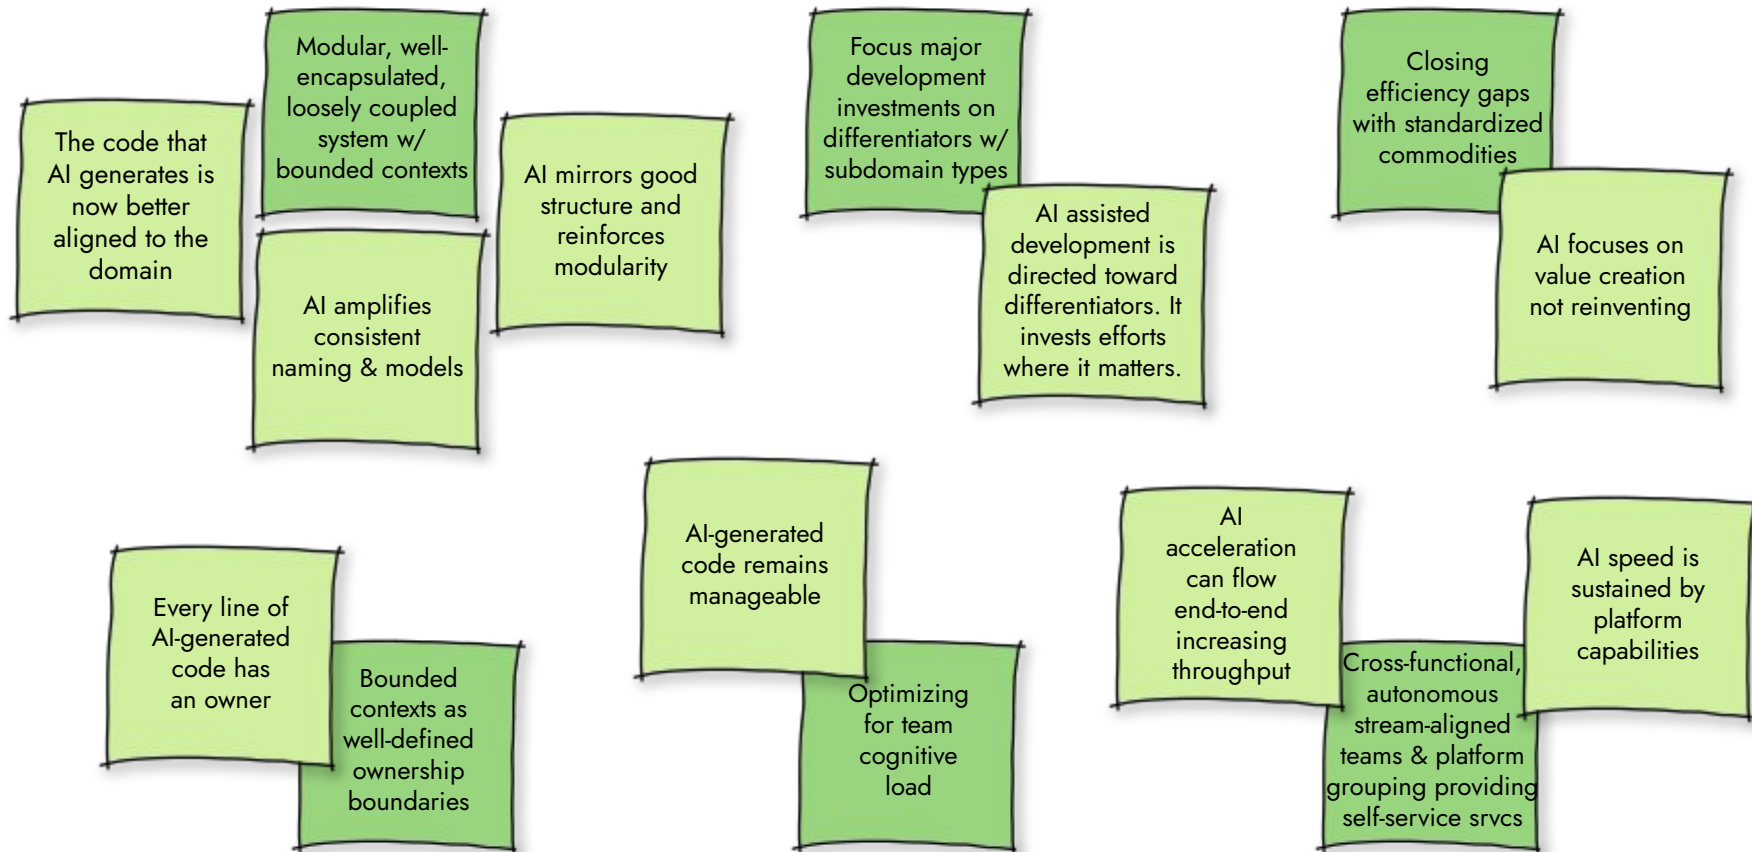 Modular, well-
encapsulated,
loosely coupled
system w/
bounded contexts
The code that
AI generates is
now better
aligned to the
domain
AI mirrors good
structure and
reinforces
modularity
AI amplifies
consistent
naming & models
Focus major
development
investments on
differentiators w/
subdomain types
AI assisted
development is
directed toward
differentiators. It
invests efforts
where it matters.
Closing
efficiency gaps
with standardized
commodities
AI focuses on
value creation
not reinventing
Every line of
AI-generated
code has
an owner
Bounded
contexts as
well-defined
ownership
boundaries
AI-generated
code remains
manageable
Optimizing
for team
cognitive
load
AI
acceleration
can flow
end-to-end
increasing
throughput
Cross-functional,
autonomous
stream-aligned
teams & platform
grouping providing
self-service srvcs
AI speed is
sustained by
platform
capabilities